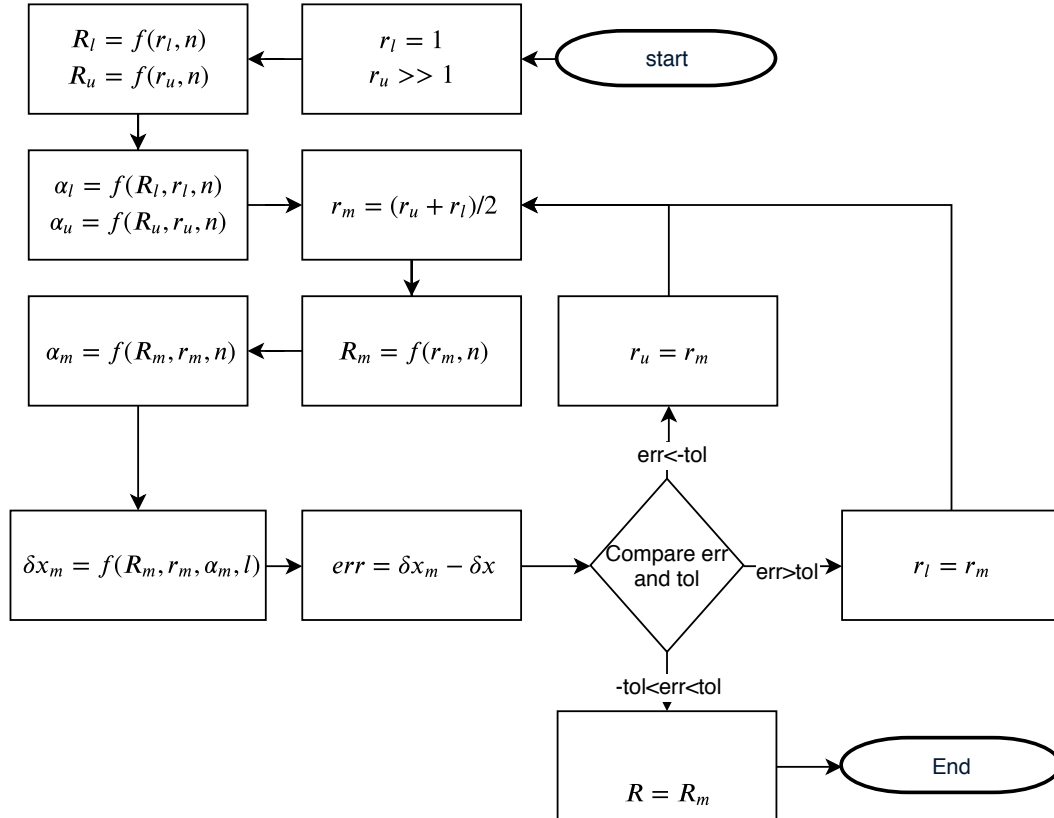 start
r_l = 1
r_u >> 1
R_l = f(r_l, n)
R_u = f(r_u, n)
α_l = f(R_l, r_l, n)
α_u = f(R_u, r_u, n)
r_m = (r_u + r_l)/2
R_m = f(r_m, n)
α_m = f(R_m, r_m, n)
δx_m = f(R_m, r_m, α_m, l)
err = δx_m − δx
Compare err
and tol
err<-tol
r_u = r_m
err>tol
r_l = r_m
-tol<err<tol
R = R_m
End